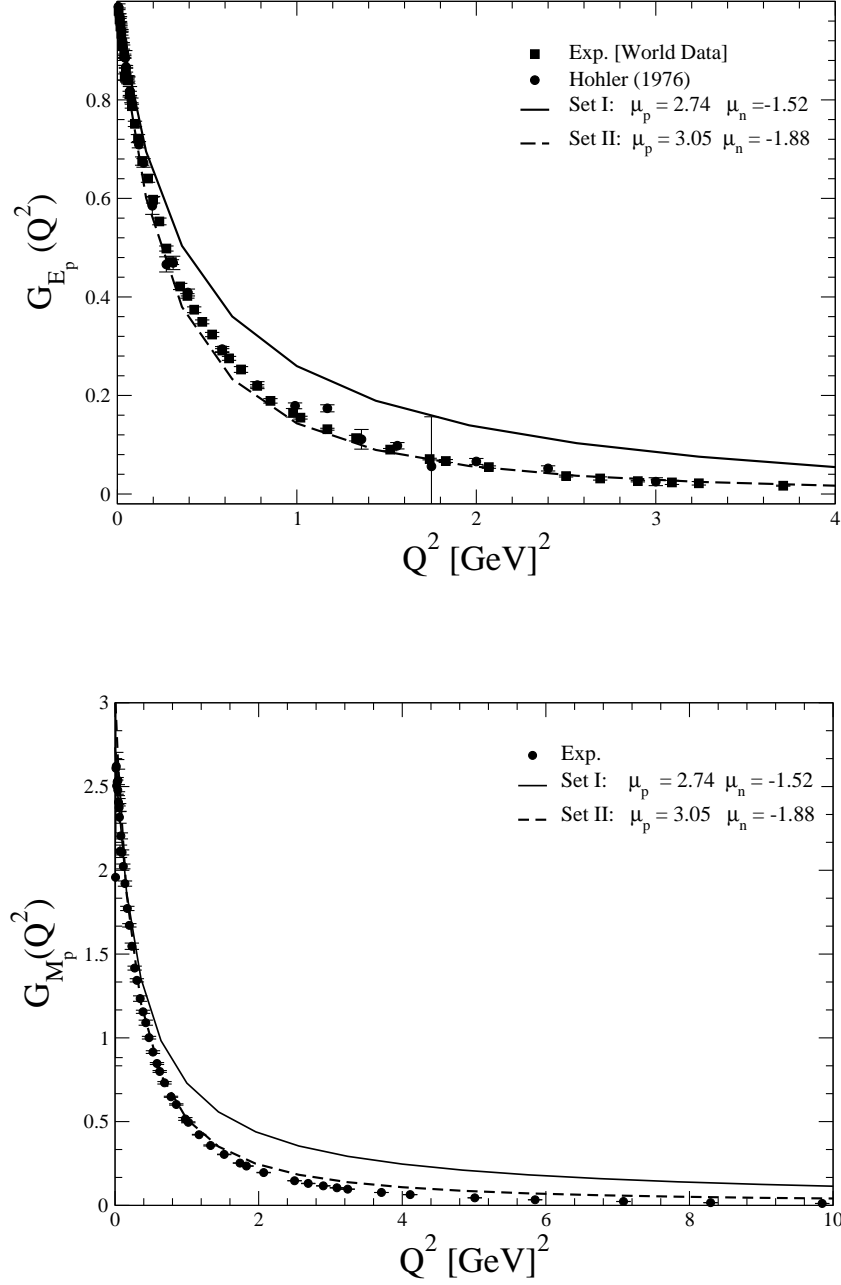 Exp. [World Data]
Hohler (1976)
Set I: μp = 2.74 μn =-1.52
Set II: μp = 3.05 μn = -1.88
GEp (Q2)
0.8
0.6
0.4
0.2
0
0 1 2 3 4
Q2 [GeV]2
Exp.
Set I: μp = 2.74 μn = -1.52
Set II: μp = 3.05 μn = -1.88
GMp(Q2)
3
2.5
2
1.5
1
0.5
0
0 2 4 6 8 10
Q2 [GeV]2